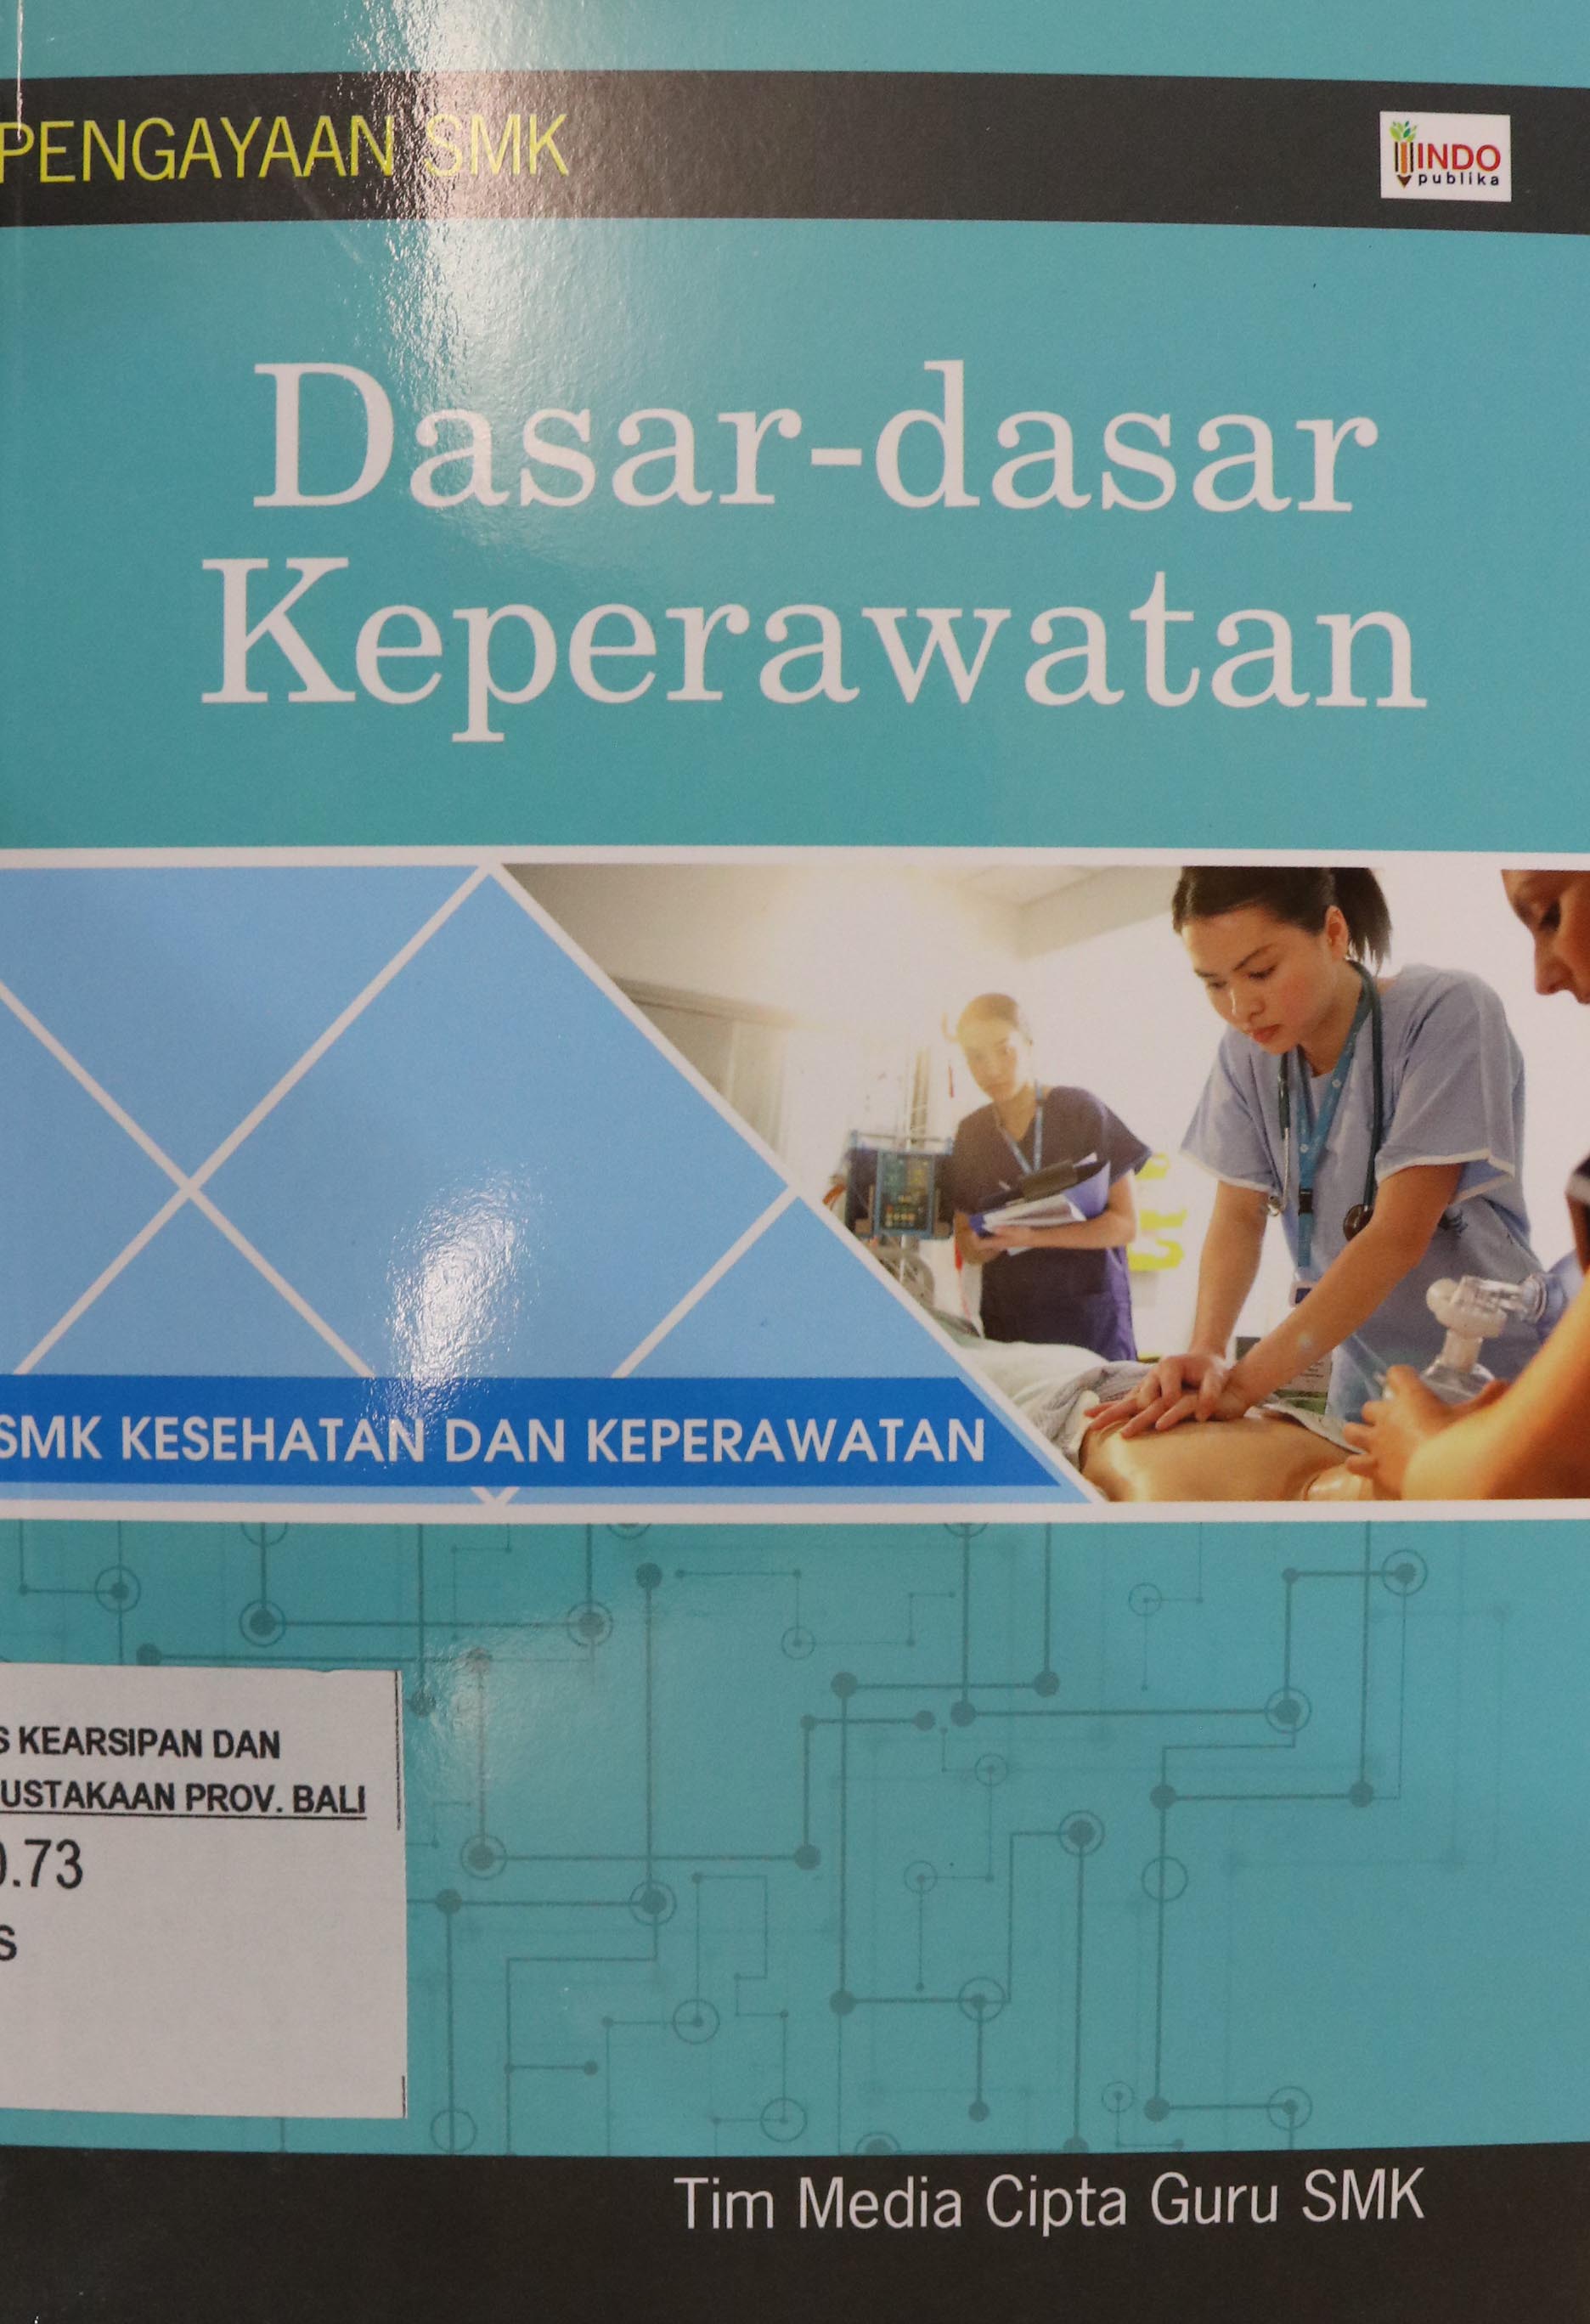 PENGAYAAN SMK
INDO
publika
Dasar-dasar
Keperawatan
SMK KESEHATAN DAN KEPERAWATAN
S KEARSIPAN DAN
USTAKAAN PROV. BALI
0.73
S
Tim Media Cipta Guru SMK